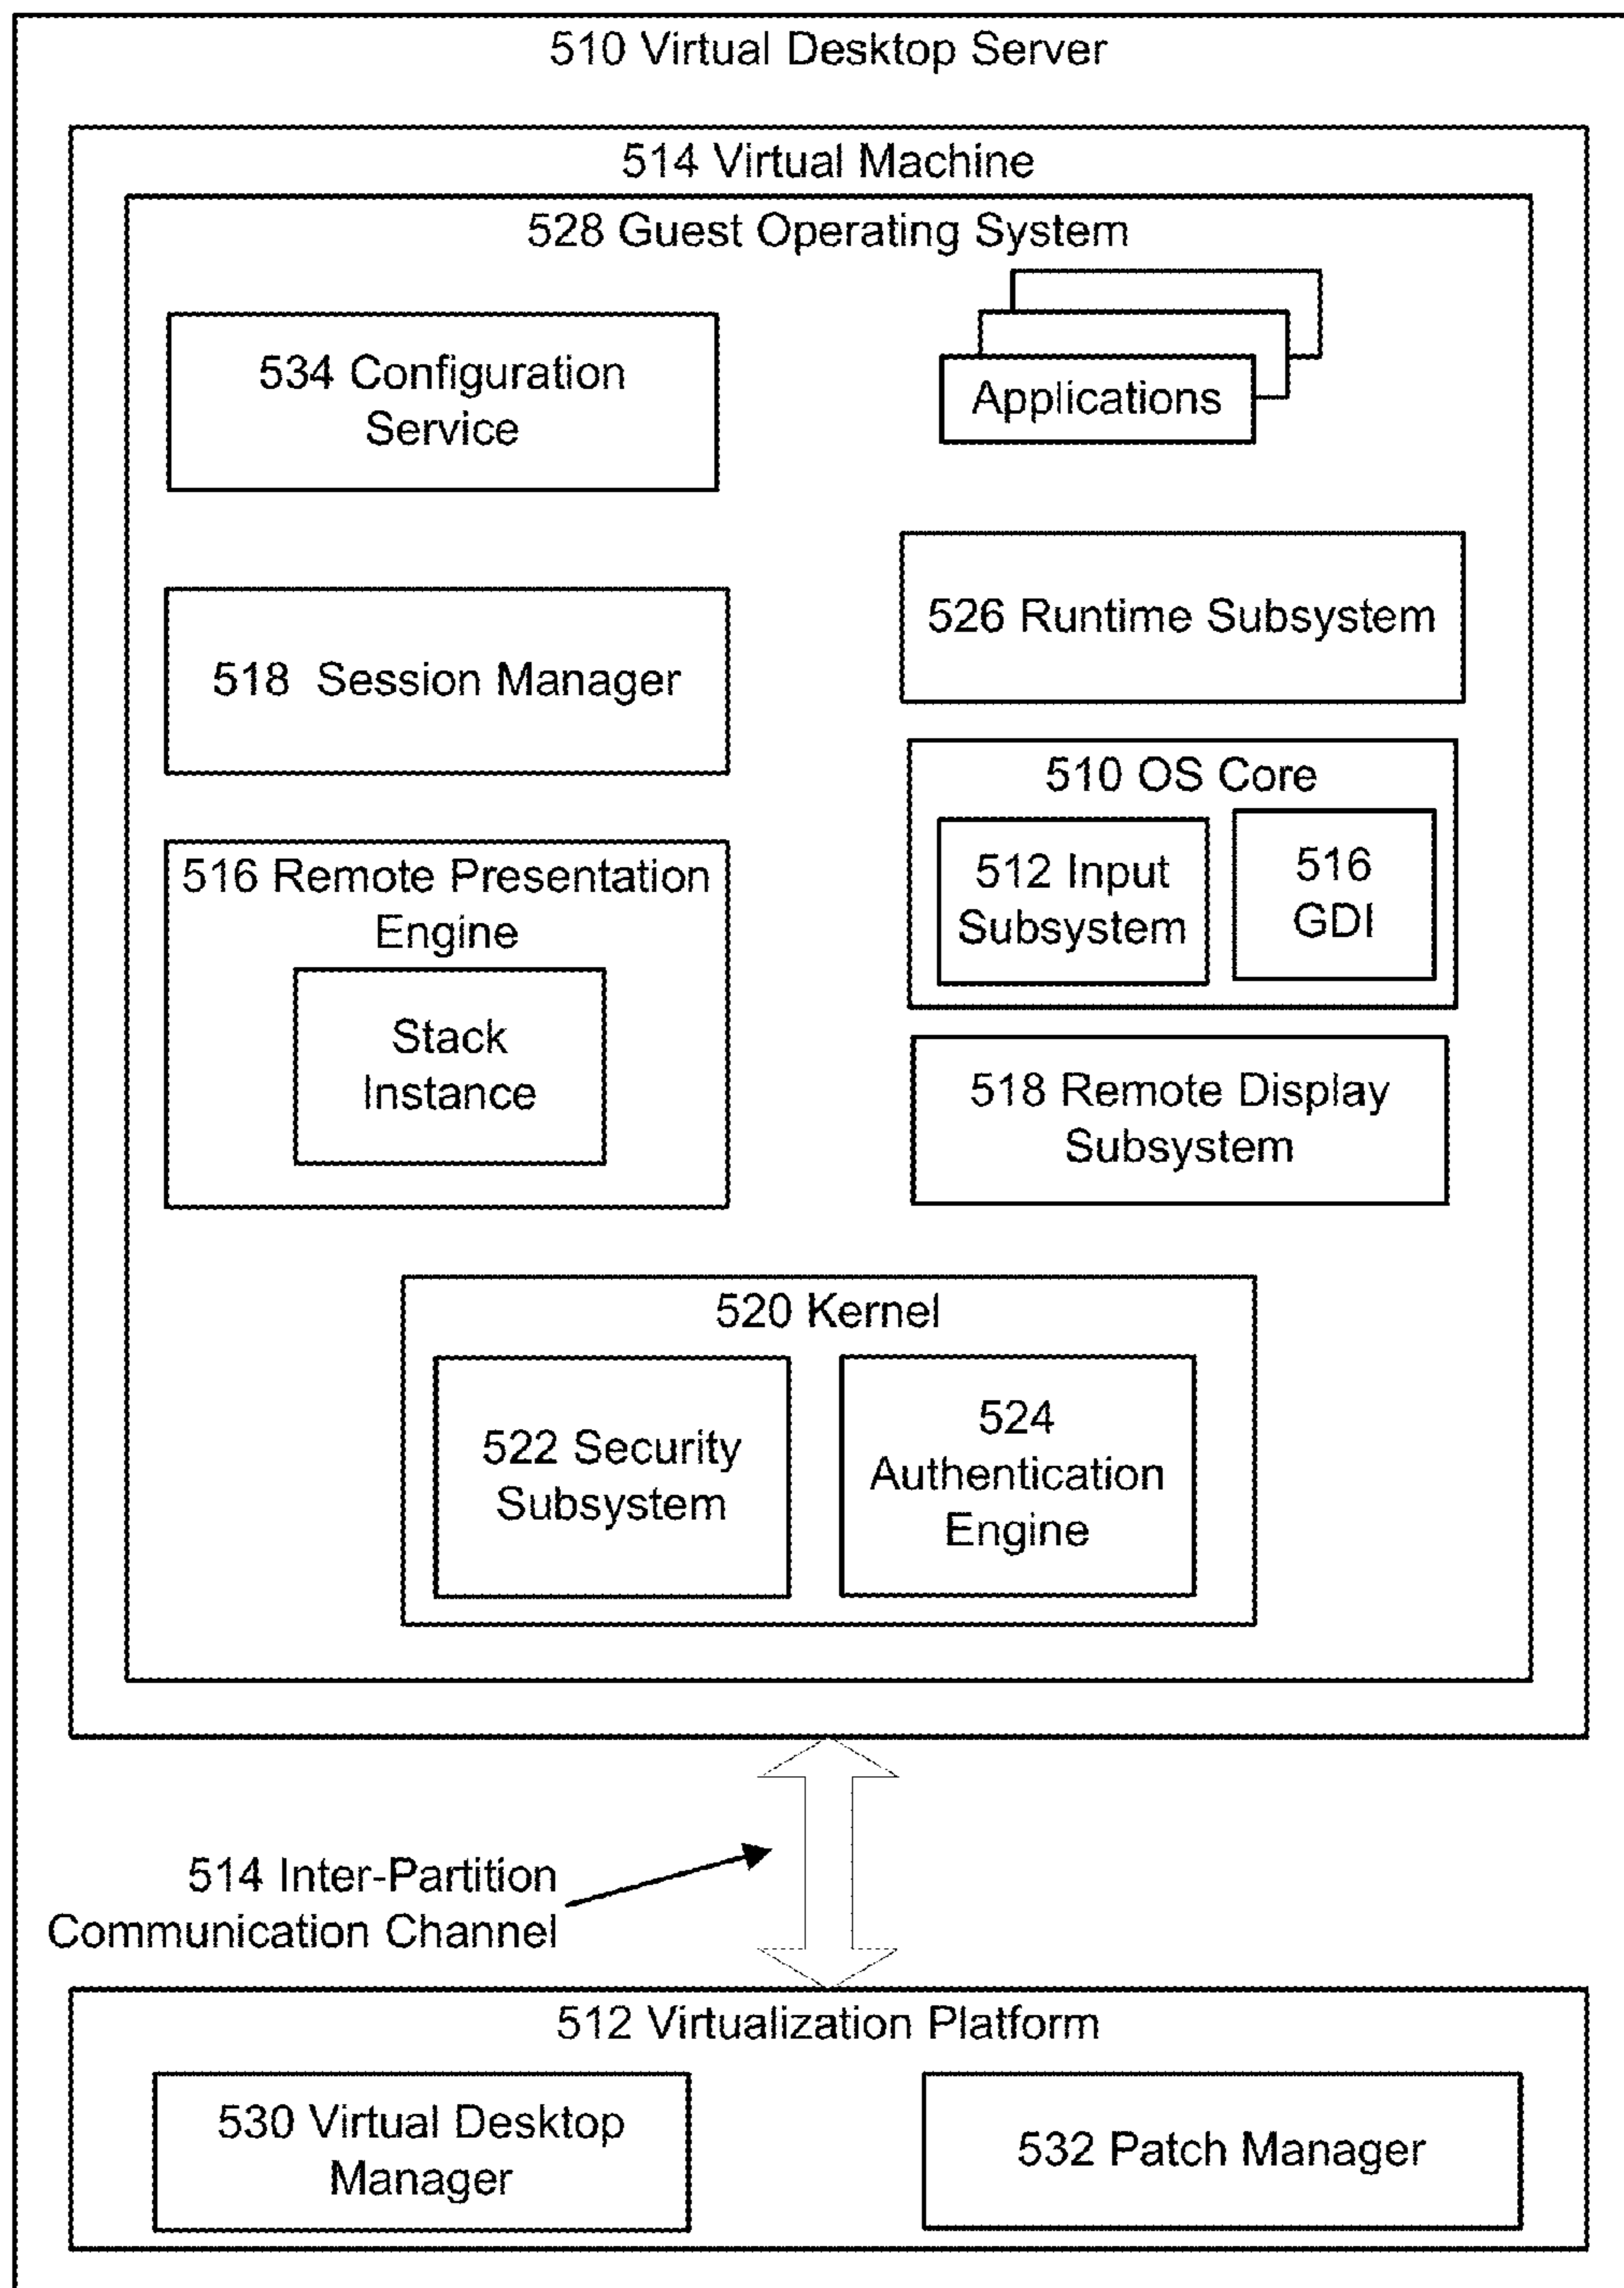 510 Virtual Desktop Server
514 Virtual Machine
528 Guest Operating System
534 Configuration
Service
Applications
518 Session Manager
526 Runtime Subsystem
516 Remote Presentation
Engine
Stack
Instance
510 OS Core
512 Input
Subsystem
516
GDI
518 Remote Display
Subsystem
520 Kernel
522 Security
Subsystem
524
Authentication
Engine
514 Inter-Partition
Communication Channel
512 Virtualization Platform
530 Virtual Desktop
Manager
532 Patch Manager